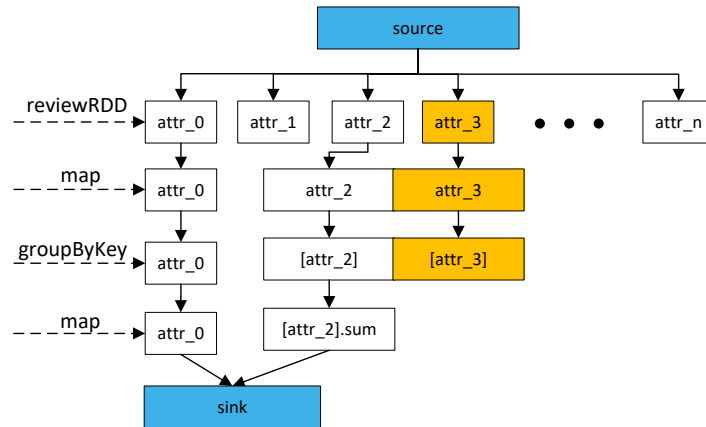 source
reviewRDD
attr_0 attr_1 attr_2 attr_3 • • • attr_n
map
attr_0 attr_2 attr_3
groupByKey
attr_0 [attr_2] [attr_3]
map
attr_0 [attr_2].sum
sink